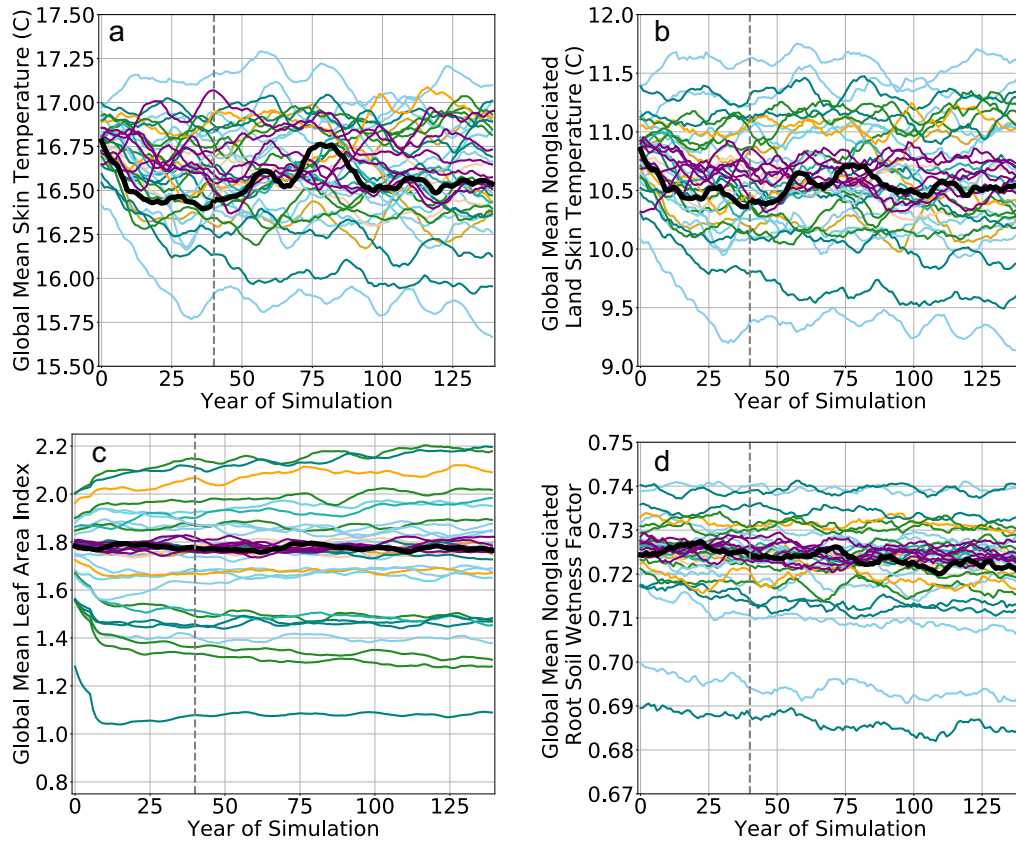 a
17.50
17.25
17.00
16.75
16.50
16.25
16.00
15.75
15.50
Global Mean Skin Temperature (C)
0 25 50 75 100 125
Year of Simulation
b
12.0
11.5
11.0
10.5
10.0
9.5
9.0
Global Mean Nonglaciated
Land Skin Temperature (C)
0 25 50 75 100 125
Year of Simulation
c
2.2
2.0
1.8
1.6
1.4
1.2
1.0
0.8
Global Mean Leaf Area Index
0 25 50 75 100 125
Year of Simulation
d
0.75
0.74
0.73
0.72
0.71
0.70
0.69
0.68
0.67
Global Mean Nonglaciated
Root Soil Wetness Factor
0 25 50 75 100 125
Year of Simulation